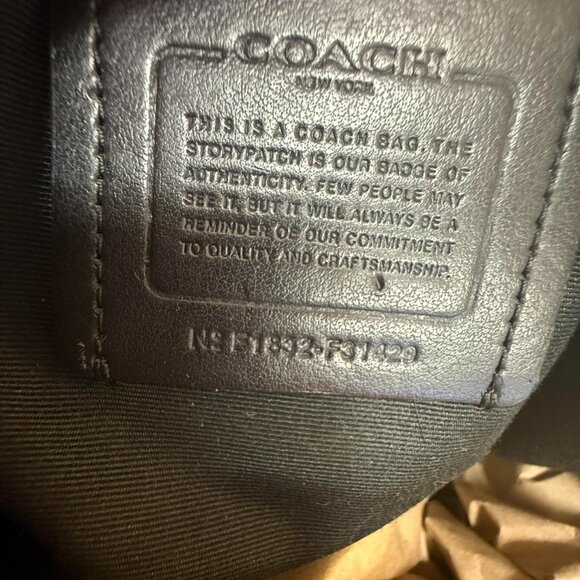 COACH
NEW YORK
THIS IS A COACH BAG. THE
STORYPATCH IS OUR BADGE OF
AUTHENTICITY. FEW PEOPLE MAY
SEE IT, BUT IT WILL ALWAYS BE A
REMINDER OF OUR COMMITMENT
TO QUALITY AND CRAFTSMANSHIP.
Nº F1832-F31429